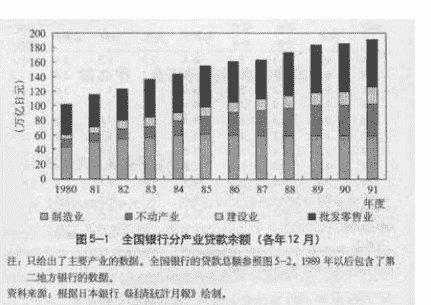 (万亿日元)
200
180
160
140
120
100
80
60
40
20
0
1980 81 82 83 84 85 86 87 88 89 90 91
年度
制造业 不动产业 建设业 批发零售业
图5-1 全国银行分产业贷款余额（各年12月）
注：只给出了主要产业的数据。全国银行的贷款总额参照图5-2。1989年以后包含了第
二地方银行的数据。
资料来源：根据日本银行《经济统计月报》绘制。